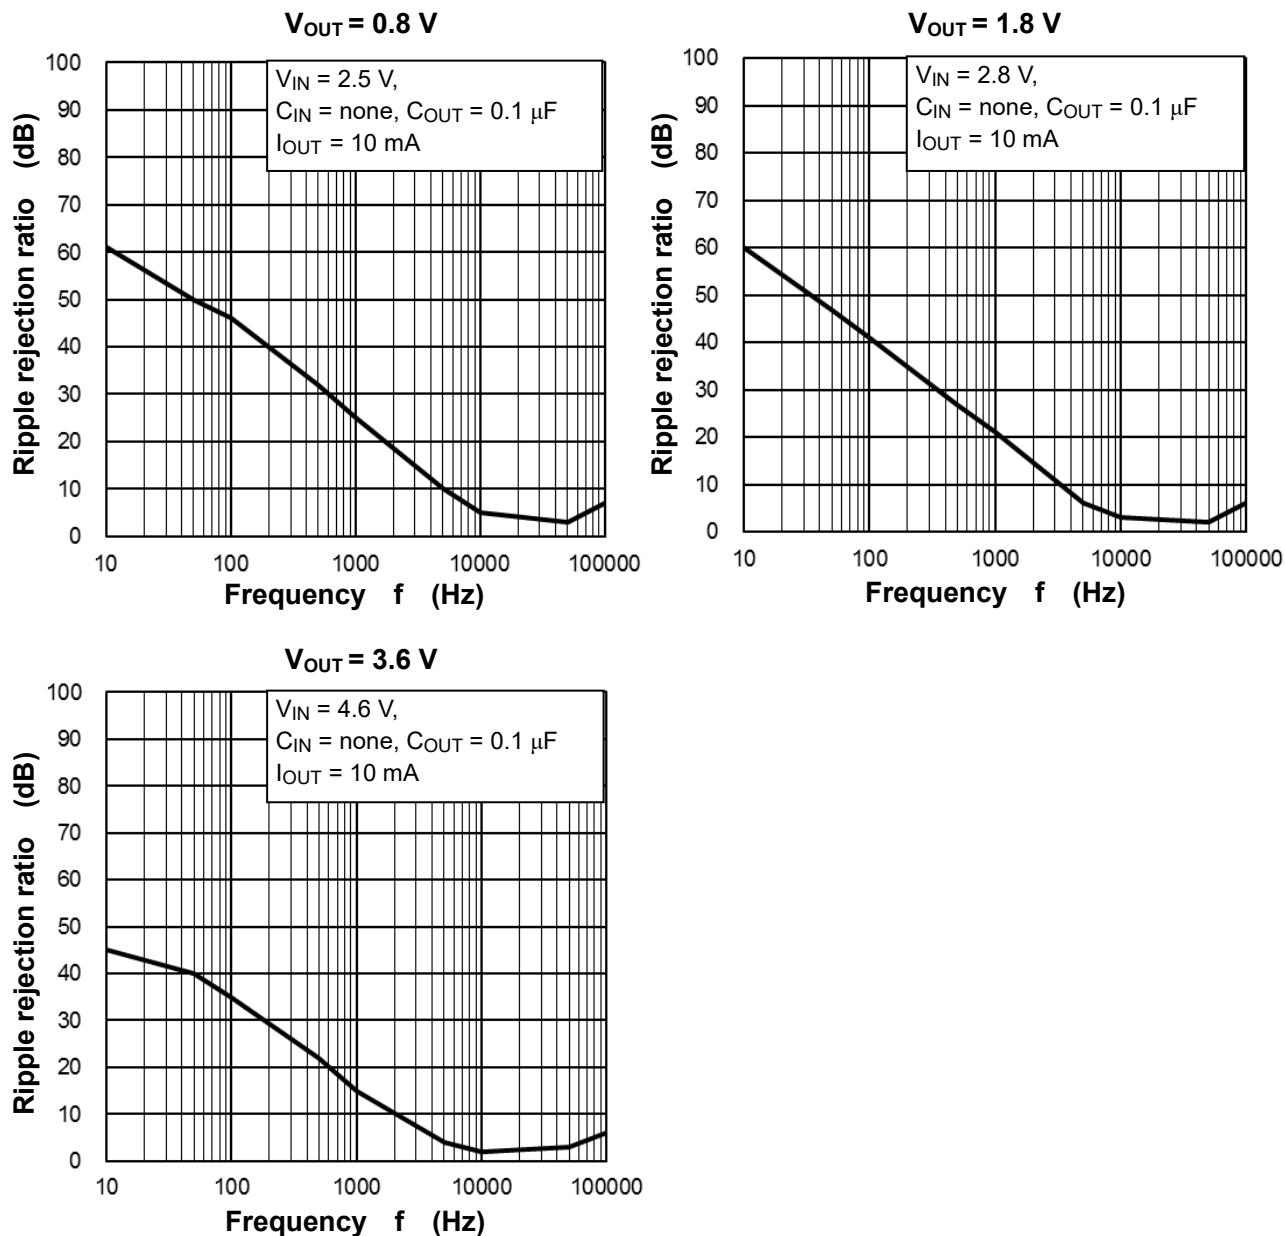 VOUT = 0.8 V
VIN = 2.5 V,
CIN = none, COUT = 0.1 μF
IOUT = 10 mA
Ripple rejection ratio (dB)
100
90
80
70
60
50
40
30
20
10
0
10 100 1000 10000 100000
Frequency f (Hz)
VOUT = 1.8 V
VIN = 2.8 V,
CIN = none, COUT = 0.1 μF
IOUT = 10 mA
Ripple rejection ratio (dB)
100
90
80
70
60
50
40
30
20
10
0
10 100 1000 10000 100000
Frequency f (Hz)
VOUT = 3.6 V
VIN = 4.6 V,
CIN = none, COUT = 0.1 μF
IOUT = 10 mA
Ripple rejection ratio (dB)
100
90
80
70
60
50
40
30
20
10
0
10 100 1000 10000 100000
Frequency f (Hz)